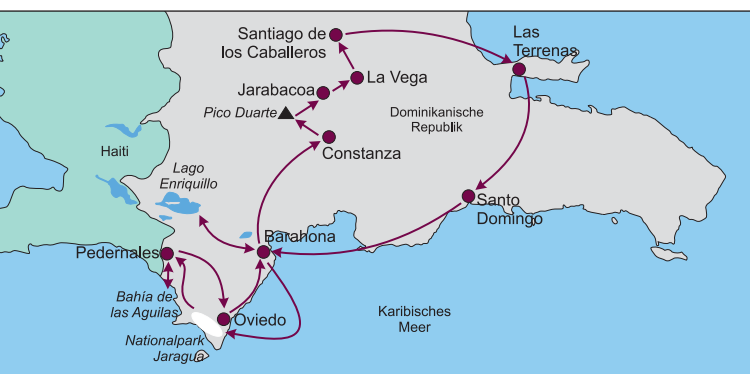 Santiago de
los Caballeros
Las
Terrenas
La Vega
Jarabacoa
Pico Duarte
Dominikanische
Republik
Haiti
Constanza
Lago
Enriquillo
Santo
Domingo
Barahona
Pedernales
Bahía de
las Aguilas
Oviedo
Karibisches
Meer
Nationalpark
Jaragua